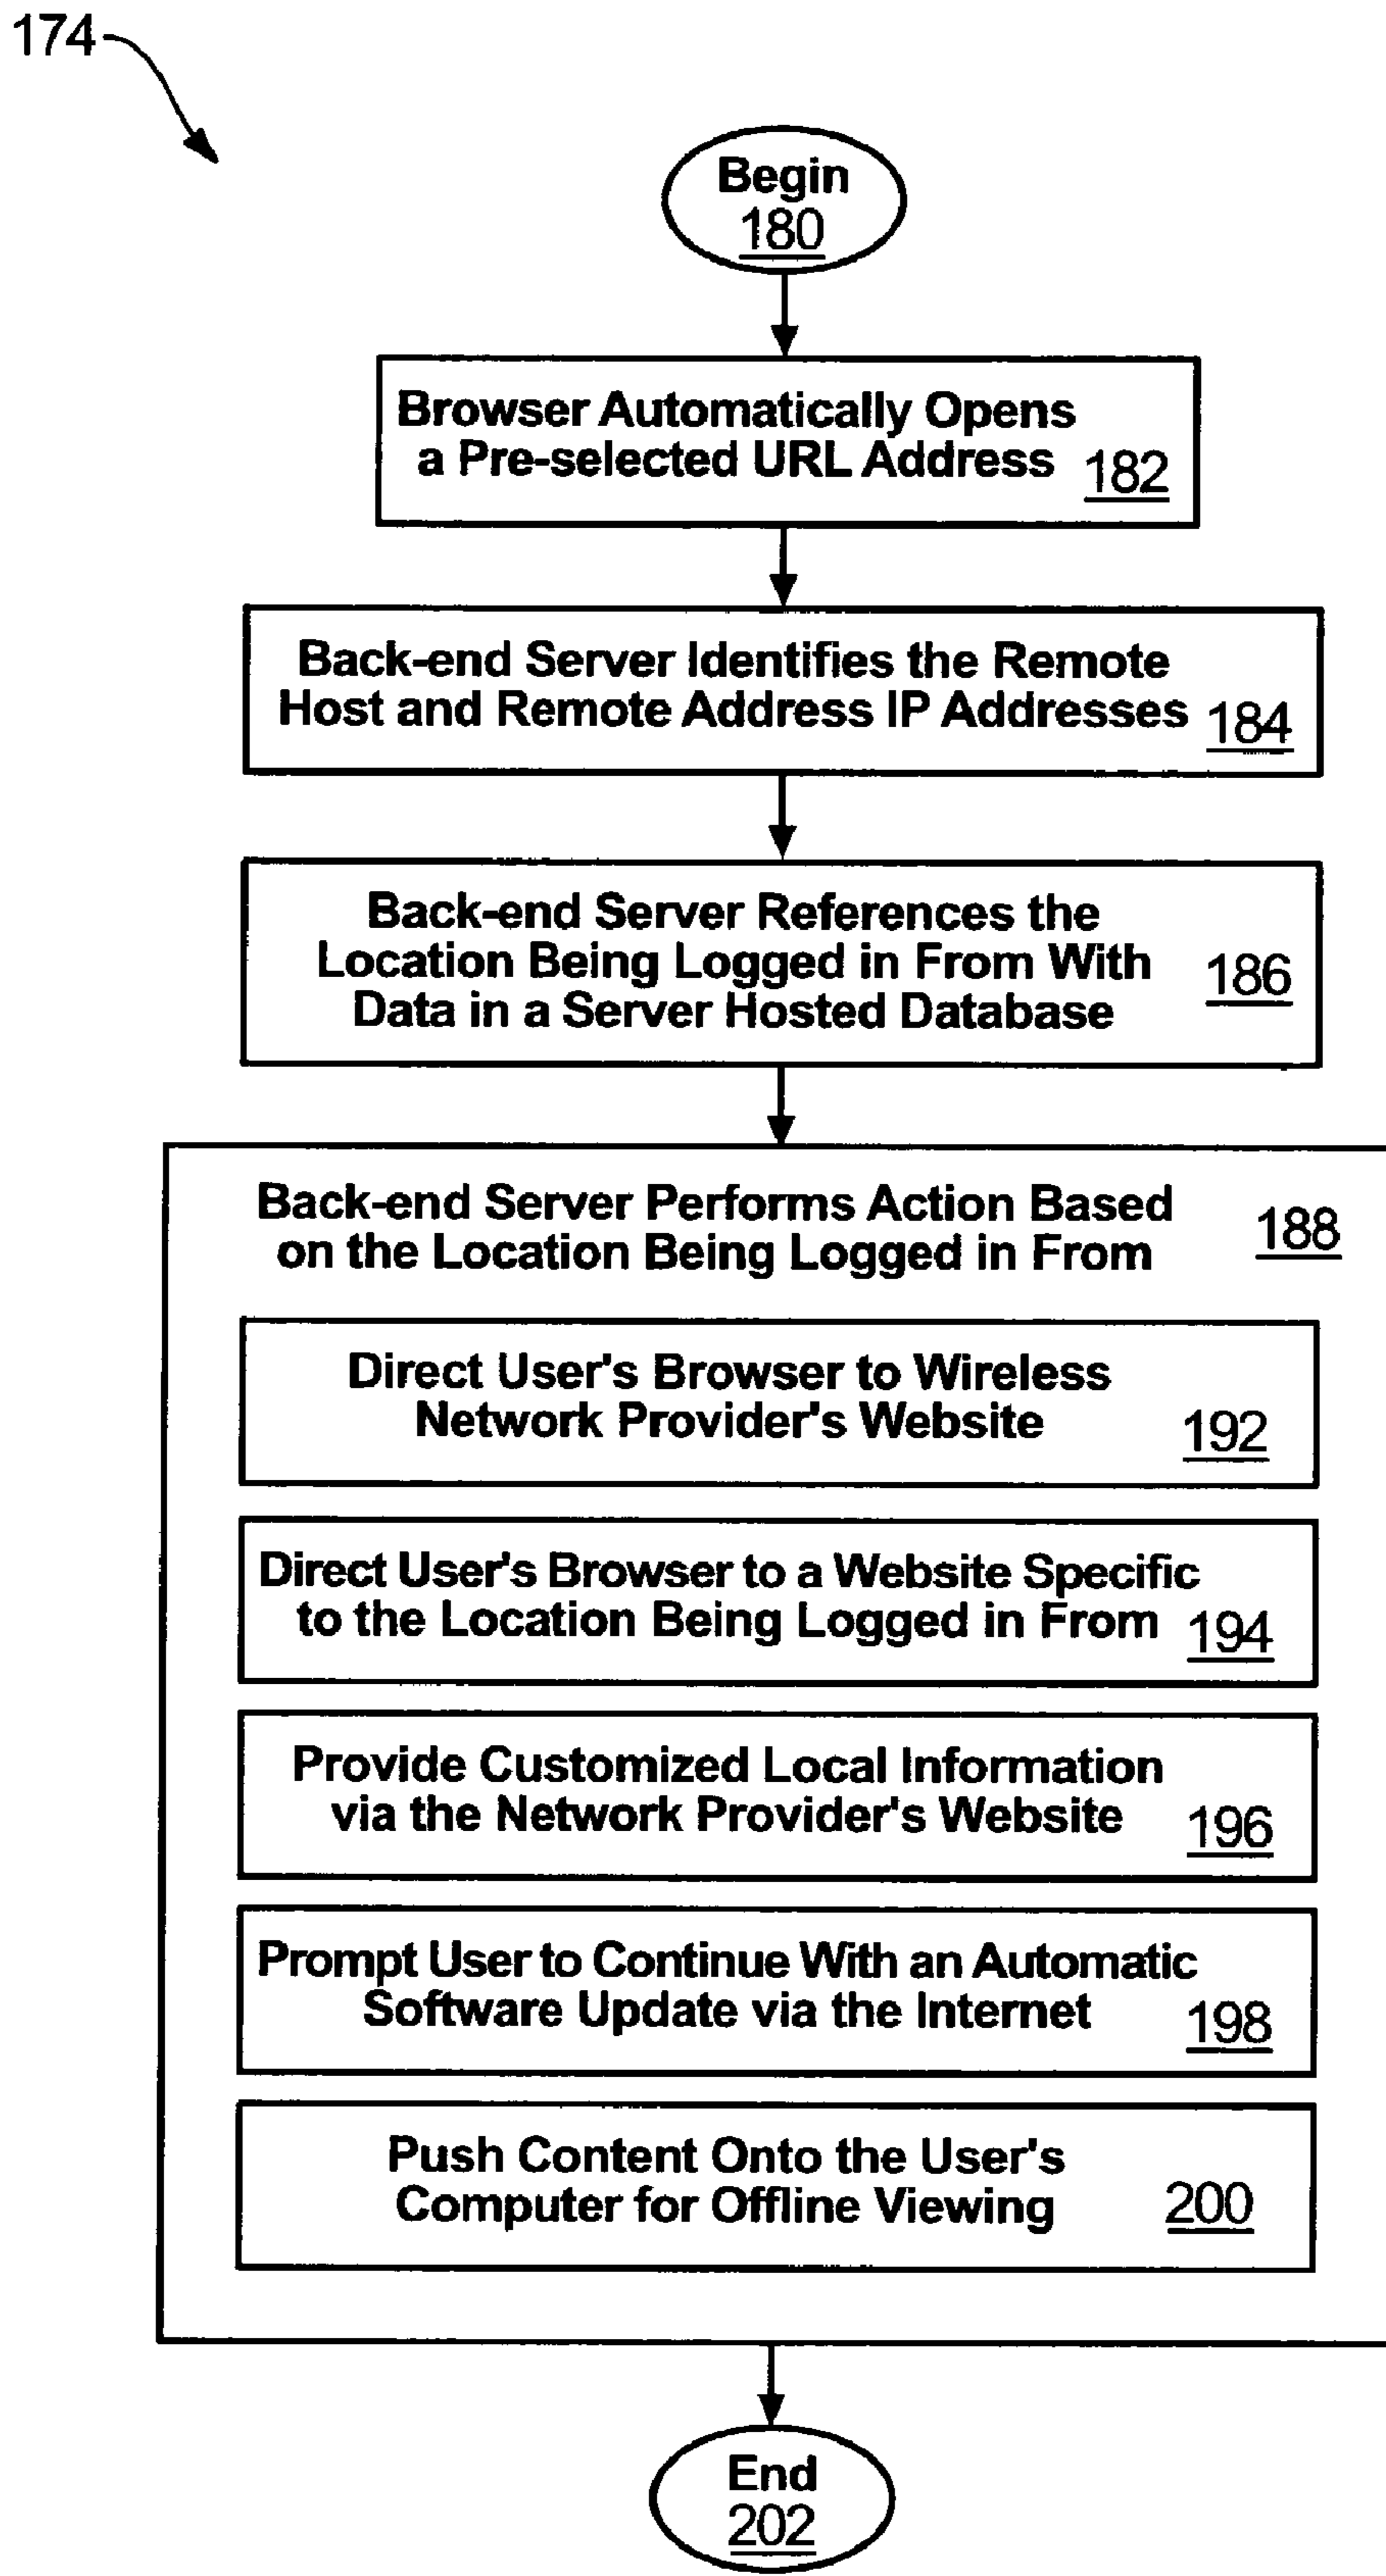 174
Begin
180
Browser Automatically Opens
a Pre-selected URL Address 182
Back-end Server Identifies the Remote
Host and Remote Address IP Addresses 184
Back-end Server References the
Location Being Logged in From With 186
Data in a Server Hosted Database
Back-end Server Performs Action Based 188
on the Location Being Logged in From
Direct User's Browser to Wireless
Network Provider's Website 192
Direct User's Browser to a Website Specific
to the Location Being Logged in From 194
Provide Customized Local Information
via the Network Provider's Website 196
Prompt User to Continue With an Automatic
Software Update via the Internet 198
Push Content Onto the User's
Computer for Offline Viewing 200
End
202